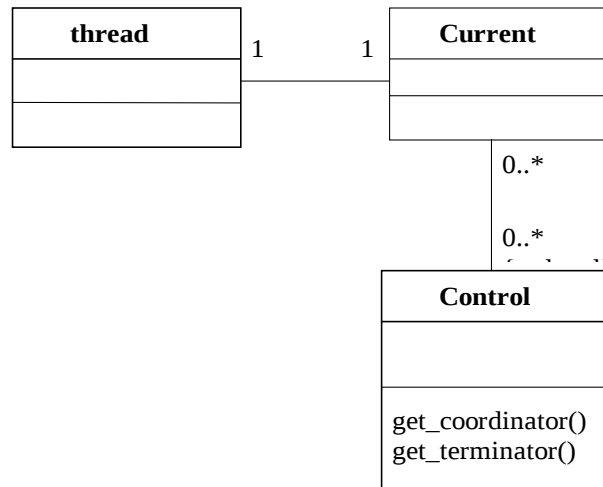 thread
Current
1
1
0..*
0..*
Control
get_coordinator()
get_terminator()